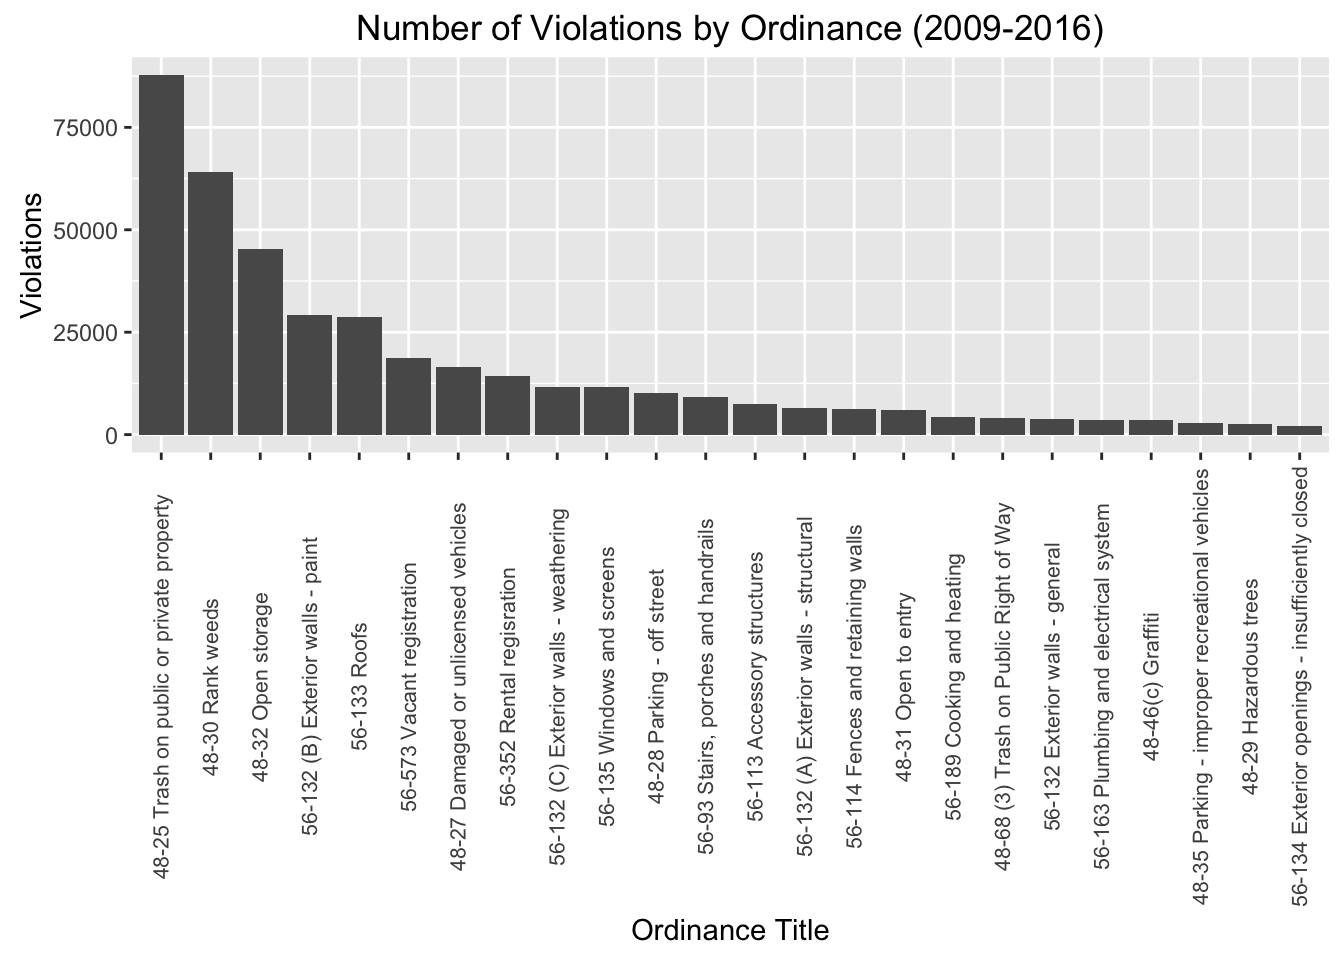 Number of Violations by Ordinance (2009-2016)
Violations
75000
50000
25000
0
48-25 Trash on public or private property
48-30 Rank weeds
48-32 Open storage
56-132 (B) Exterior walls - paint
56-133 Roofs
56-573 Vacant registration
48-27 Damaged or unlicensed vehicles
56-352 Rental regisration
56-132 (C) Exterior walls - weathering
56-135 Windows and screens
48-28 Parking - off street
56-93 Stairs, porches and handrails
56-113 Accessory structures
56-132 (A) Exterior walls - structural
56-114 Fences and retaining walls
48-31 Open to entry
56-189 Cooking and heating
48-68 (3) Trash on Public Right of Way
56-132 Exterior walls - general
56-163 Plumbing and electrical system
48-46(c) Graffiti
48-35 Parking - improper recreational vehicles
48-29 Hazardous trees
56-134 Exterior openings - insufficiently closed
Ordinance Title